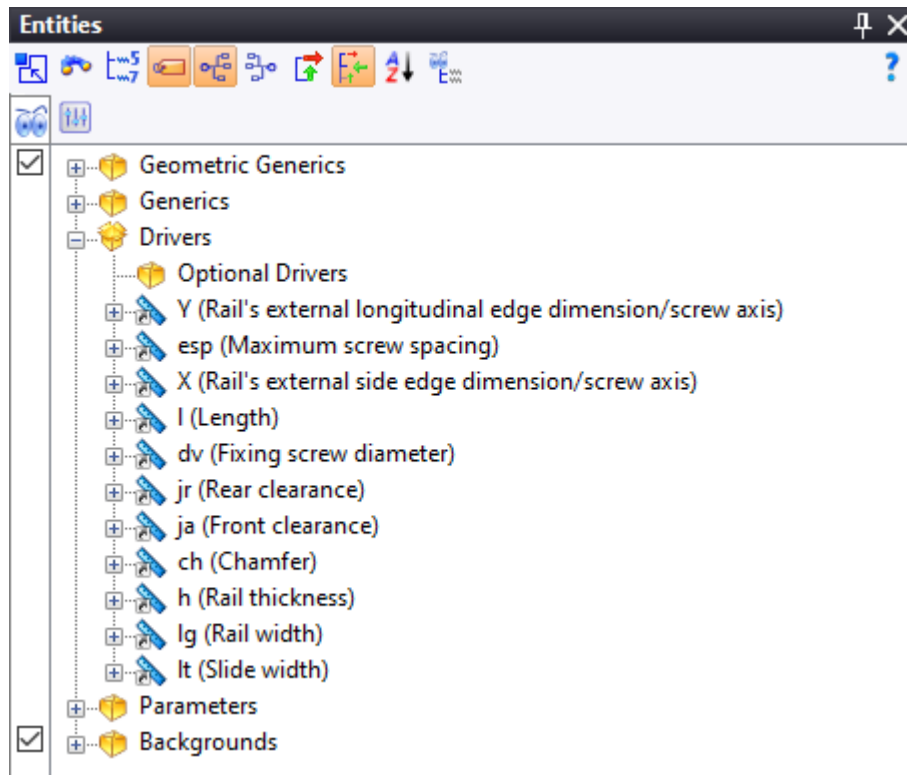 Entities
Geometric Generics
Generics
Drivers
Optional Drivers
Y (Rail's external longitudinal edge dimension/screw axis)
esp (Maximum screw spacing)
X (Rail's external side edge dimension/screw axis)
l (Length)
dv (Fixing screw diameter)
jr (Rear clearance)
ja (Front clearance)
ch (Chamfer)
h (Rail thickness)
lg (Rail width)
lt (Slide width)
Parameters
Backgrounds